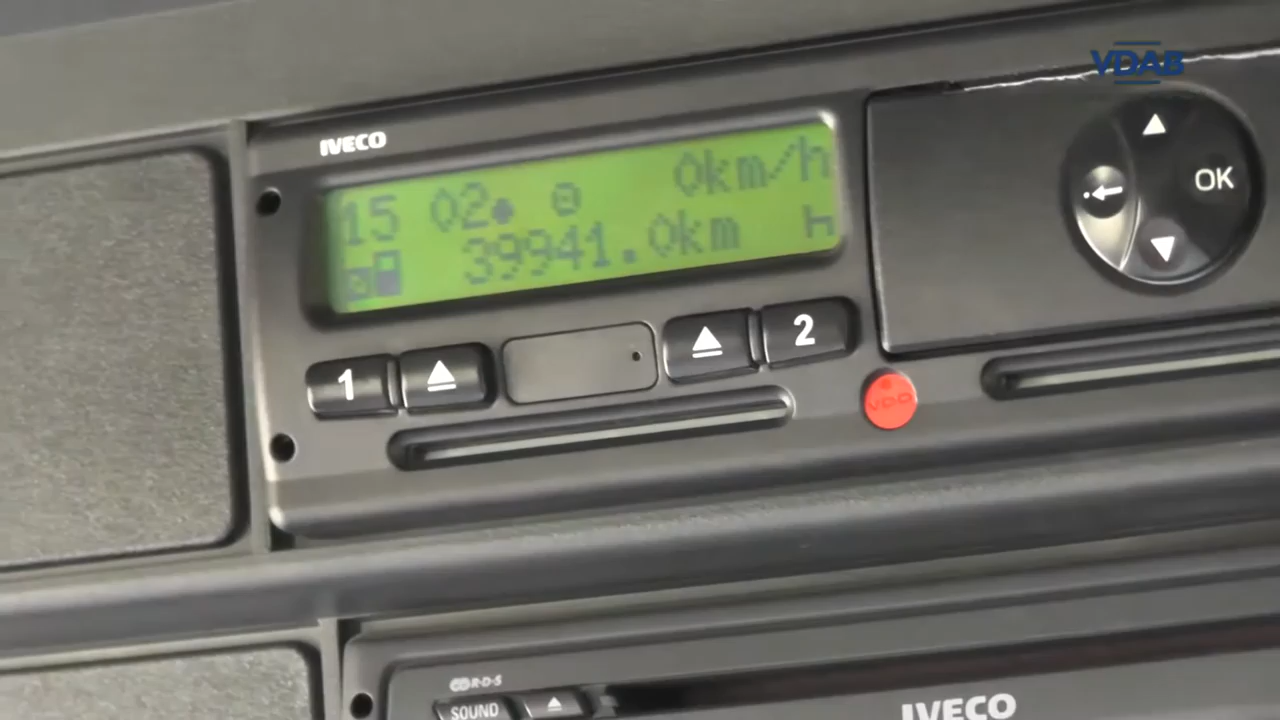 VDAB
IVECO
15 02 0km/h
39941.0km h
OK
1 2
VDO
R·D·S
SOUND
IVECO